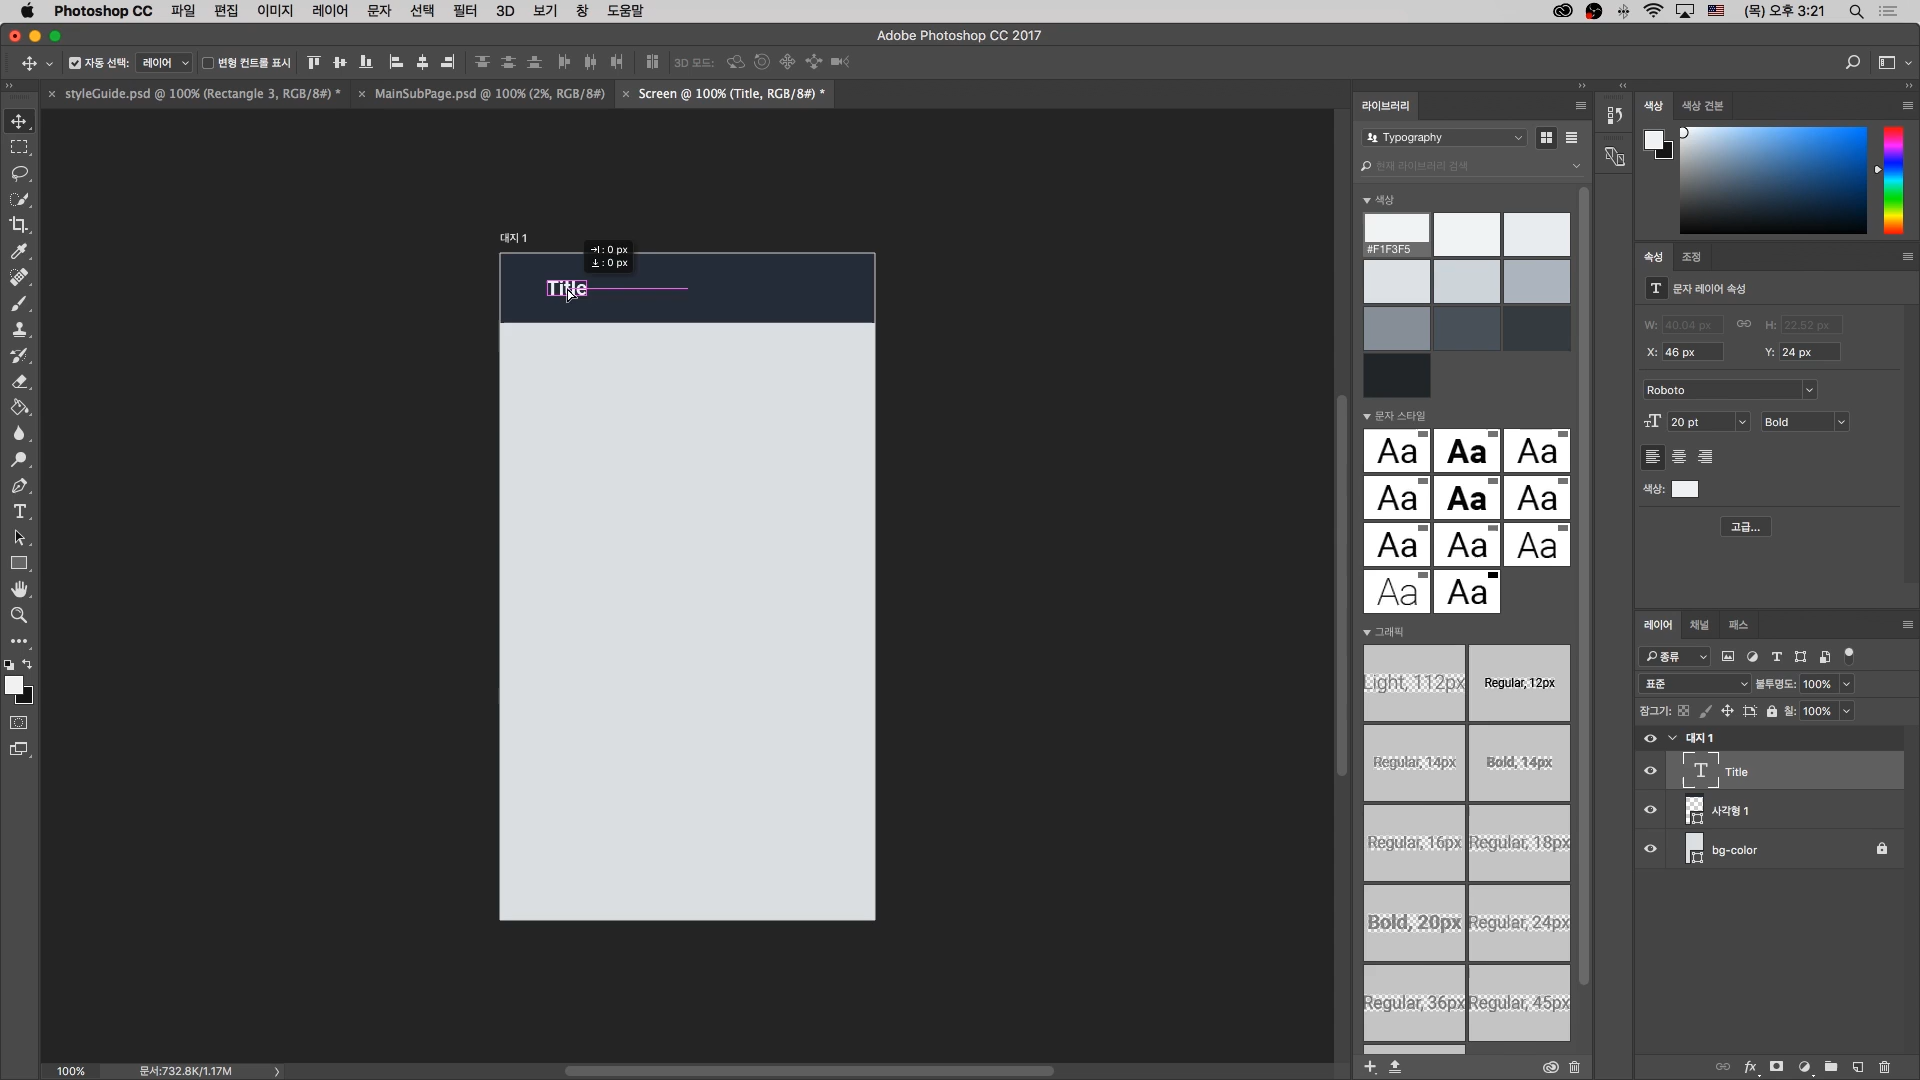 Photoshop CC 파일 편집 이미지 레이어 문자 선택 필터 3D 보기 창 도움말 (목) 오후 3:21
Adobe Photoshop CC 2017
자동 선택: 레이어 변형 컨트롤 표시 3D 모드:
styleGuide.psd @ 100% (Rectangle 3, RGB/8#) * MainSubPage.psd @ 100% (2%, RGB/8#) Screen @ 100% (Title, RGB/8#) *
대지 1
: 0 px
: 0 px
Title
100% 문서:732.8K/1.17M
라이브러리
Typography
현재 라이브러리 검색
색상
#F1F3F5
문자 스타일
Aa Aa Aa
Aa Aa Aa
Aa Aa Aa
Aa Aa
그래픽
Light, 112px Regular, 12px
Regular, 14px Bold, 14px
Regular, 16px Regular, 18px
Bold, 20px Regular, 24px
Regular, 36px Regular, 45px
색상 색상 견본
속성 조정
T 문자 레이어 속성
W: 40.04 px H: 22.52 px
X: 46 px Y: 24 px
Roboto
20 pt Bold
색상:
고급...
레이어 채널 패스
종류
표준 불투명도: 100%
잠그기: 칠: 100%
대지 1
T Title
사각형 1
bg-color
fx